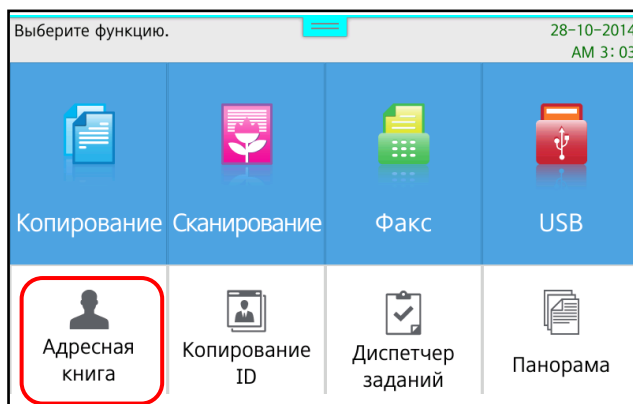 Выберите функцию.
28-10-2014
AM 3:03
Копирование Сканирование Факс USB
Адресная книга
Копирование ID
Диспетчер заданий
Панорама